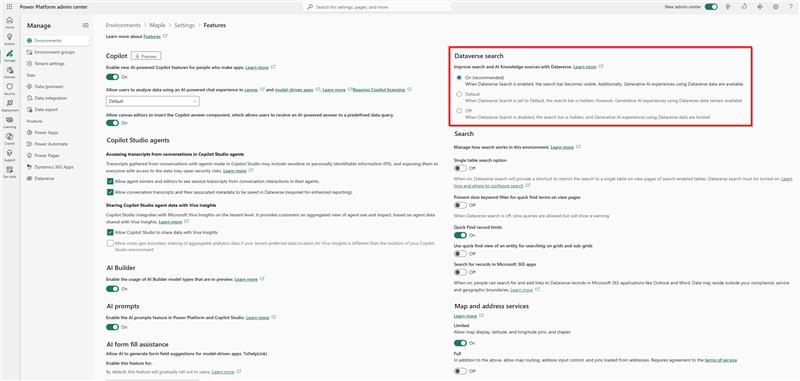 Power Platform admin center
Search for settings, pages, and more
New admin center
Home
Actions
Manage
Monitor
Security
Deployment
Licensing
Copilot
Support
Dev tools
Manage
Environments
Environment groups
Tenant settings
Data
Data (preview)
Data integration
Data export
Products
Power Apps
Power Automate
Power Pages
Dynamics 365 Apps
Dataverse
Environments > Maple > Settings > Features
Learn more about Features
Copilot
Preview
Enable new AI-powered Copilot features for people who make apps. Learn more
On
Allow users to analyze data using an AI-powered chat experience in canvas and model-driven apps. Learn more Requires Copilot licensing
Default
Allow canvas editors to insert the Copilot answer component, which allows users to receive an AI-powered answer to a predefined data query.
On
Copilot Studio agents
Accessing transcripts from conversations in Copilot Studio agents
Transcripts gathered from conversations with agents made in Copilot Studio may include sensitive or personally identifiable information (PII), and exposing them to
everyone with access to the data may open security risks. Learn more
Allow agent owners and editors to see session transcripts from conversation interactions in their agents.
Allow conversation transcripts and their associated metadata to be saved in Dataverse (required for enhanced reporting).
Sharing Copilot Studio agent data with Viva Insights
Copilot Studio integrates with Microsoft Viva Insights on the tenant level. It provides customers an aggregated view of agent use and impact, based on agent data
shared with Viva Insights. Learn more
Allow Copilot Studio to share data with Viva Insights
Allow cross-geo boundary sharing of aggregated analytics data if your tenant preferred data location for Viva Insights is different than the location of your Copilot
Studio environment
AI Builder
Enable the usage of AI Builder model types that are in preview. Learn more
On
AI prompts
Enable the AI prompts feature in Power Platform and Copilot Studio. Learn more
On
AI form fill assistance
Allow AI to generate form field suggestions for model-driven apps. %(helpLink)
Enable this feature for:
By default, this feature will gradually roll out to users. Learn more
Dataverse search
Improve search and AI Knowledge sources with Dataverse. Learn more
On (recommended)
When Dataverse Search is enabled, the search bar becomes visible. Additionally, Generative AI experiences using Dataverse data are available
Default
When Dataverse Search is set to Default, the search bar is hidden. However, Generative AI experiences using Dataverse data remain available
Off
When Dataverse Search is disabled, the search bar is hidden, and Generative AI experiences using Dataverse data are limited
Search
Manage how search works in this environment. Learn more
Single table search option
Off
When on, Dataverse search will provide a shortcut to restrict the search to a single table on view pages of search-enabled tables. Dataverse search must be turned on. Learn
how and where to configure search
Prevent slow keyword filter for quick find terms on view pages
Off
When Dataverse search is off, slow queries are allowed but will show a warning
Quick Find record limits
On
Use quick find view of an entity for searching on grids and sub-grids
Off
Search for records in Microsoft 365 apps
Off
When on, people can search for and add links to Dataverse records in Microsoft 365 applications like Outlook and Word. Data may reside outside your compliance, service
and geographic boundaries. Learn more
Map and address services
Learn more
Limited
Allow map display, latitude, and longitude pins, and shapes
On
Full
In addition to the above, allow map routing, address input control, and pins loaded from addresses. Requires agreement to the terms of service
Off